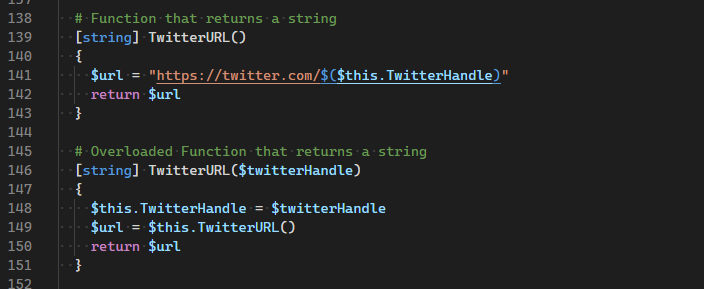 138 # Function that returns a string
139 [string] TwitterURL()
140 {
141 $url = "https://twitter.com/$($this.TwitterHandle)"
142 return $url
143 }
144
145 # Overloaded Function that returns a string
146 [string] TwitterURL($twitterHandle)
147 {
148 $this.TwitterHandle = $twitterHandle
149 $url = $this.TwitterURL()
150 return $url
151 }
152